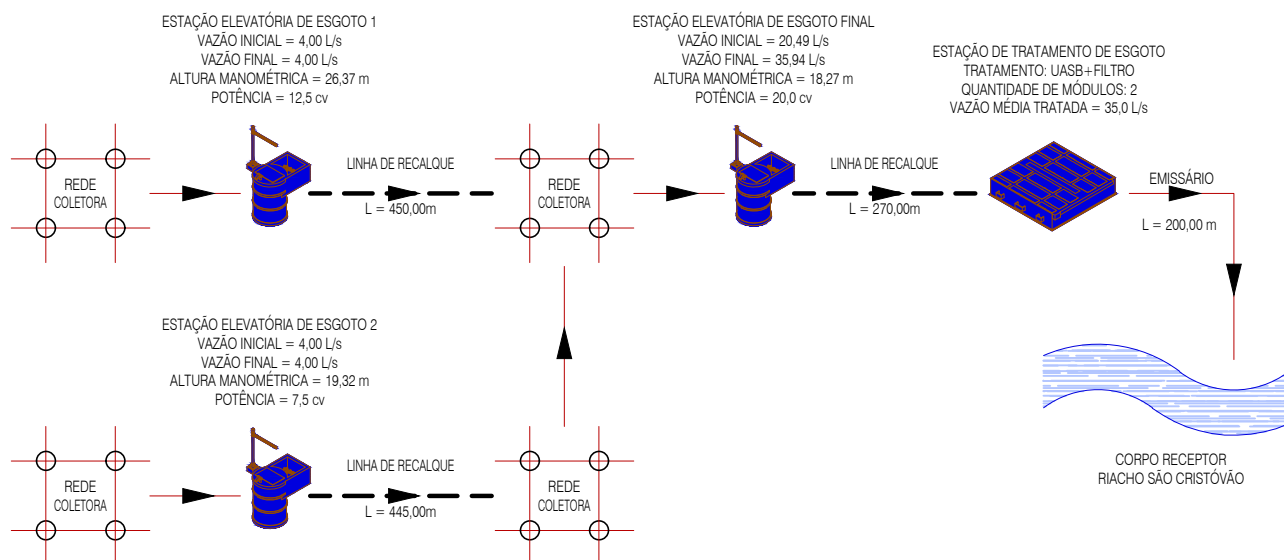 ESTAÇÃO ELEVATÓRIA DE ESGOTO 1
VAZÃO INICIAL = 4,00 L/s
VAZÃO FINAL = 4,00 L/s
ALTURA MANOMÉTRICA = 26,37 m
POTÊNCIA = 12,5 cv
ESTAÇÃO ELEVATÓRIA DE ESGOTO FINAL
VAZÃO INICIAL = 20,49 L/s
VAZÃO FINAL = 35,94 L/s
ALTURA MANOMÉTRICA = 18,27 m
POTÊNCIA = 20,0 cv
ESTAÇÃO DE TRATAMENTO DE ESGOTO
TRATAMENTO: UASB+FILTRO
QUANTIDADE DE MÓDULOS: 2
VAZÃO MÉDIA TRATADA = 35,0 L/s
REDE
COLETORA
LINHA DE RECALQUE
L = 450,00m
REDE
COLETORA
LINHA DE RECALQUE
L = 270,00m
EMISSÁRIO
L = 200,00 m
ESTAÇÃO ELEVATÓRIA DE ESGOTO 2
VAZÃO INICIAL = 4,00 L/s
VAZÃO FINAL = 4,00 L/s
ALTURA MANOMÉTRICA = 19,32 m
POTÊNCIA = 7,5 cv
REDE
COLETORA
LINHA DE RECALQUE
L = 445,00m
REDE
COLETORA
CORPO RECEPTOR
RIACHO SÃO CRISTÓVÃO